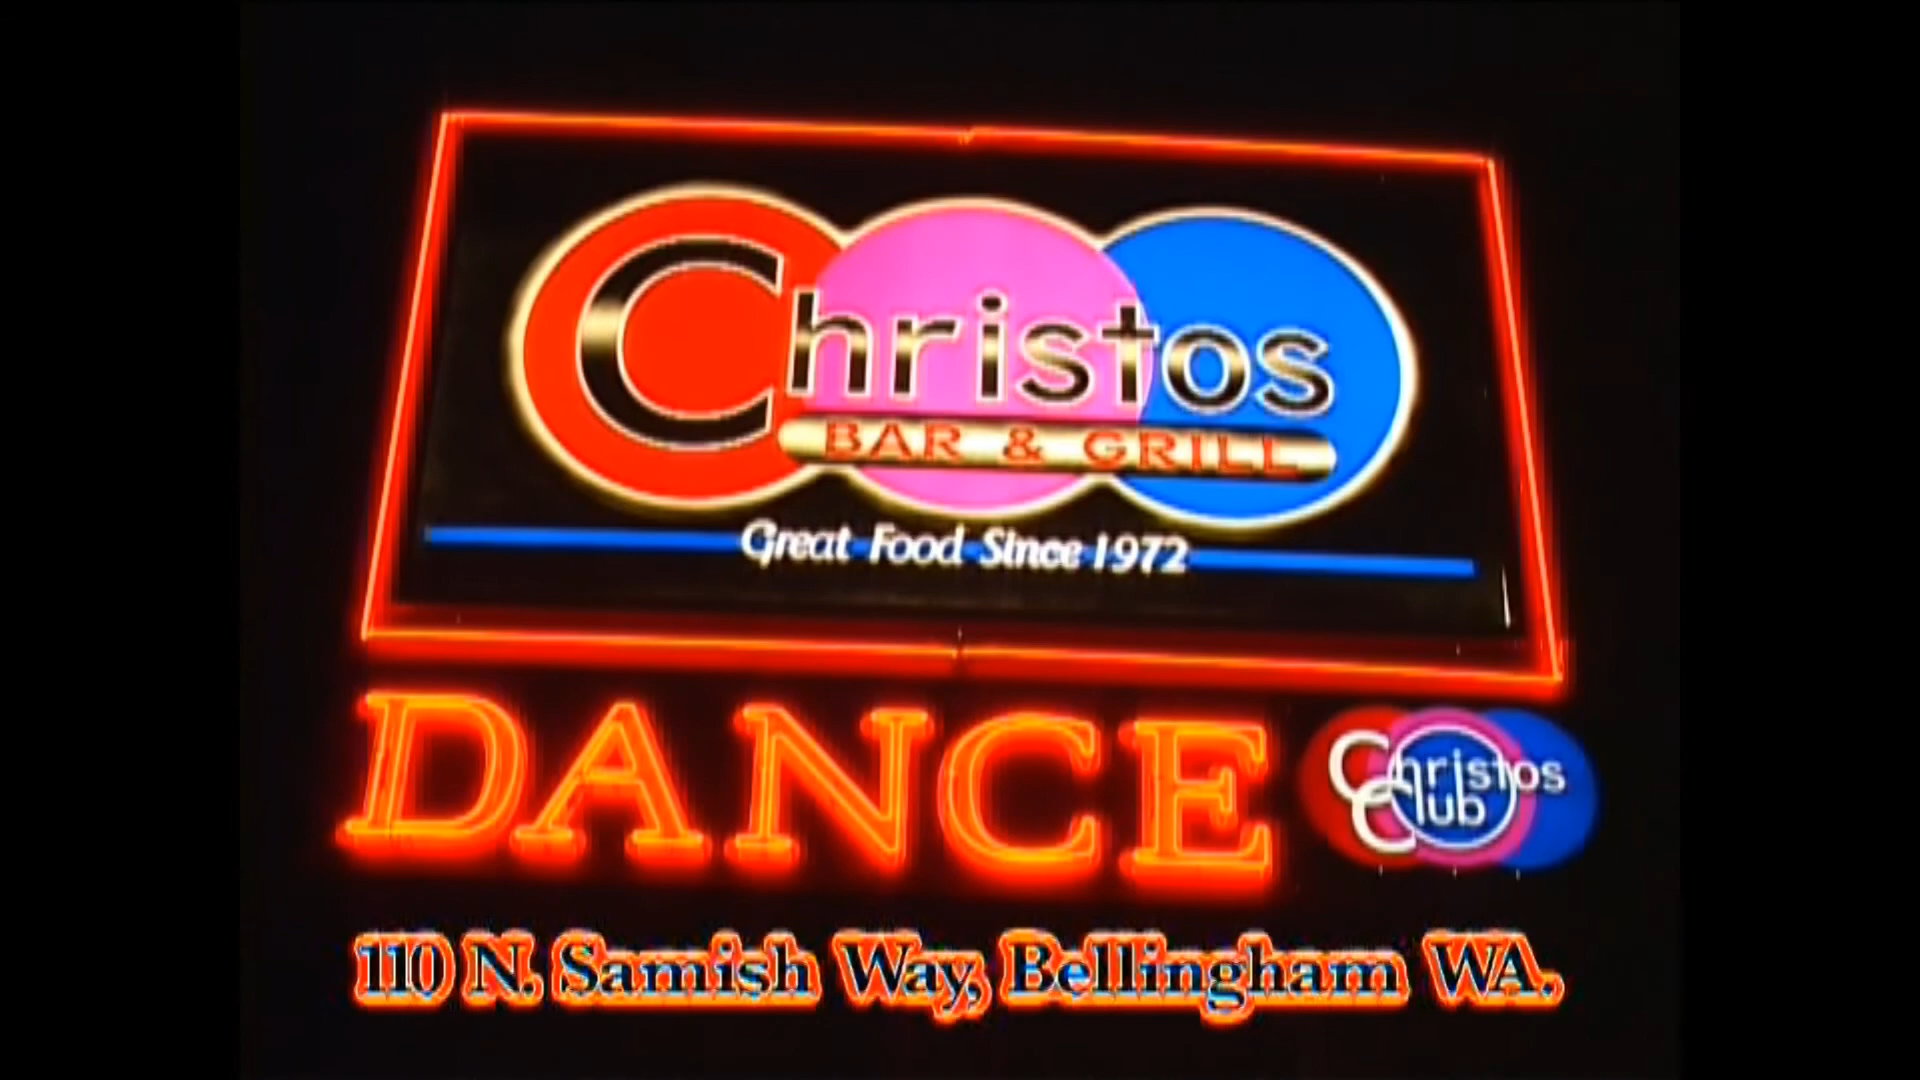 Christos
BAR & GRILL
Great Food Since 1972
DANCE
Christos
Club
110 N. Samish Way, Bellingham WA.